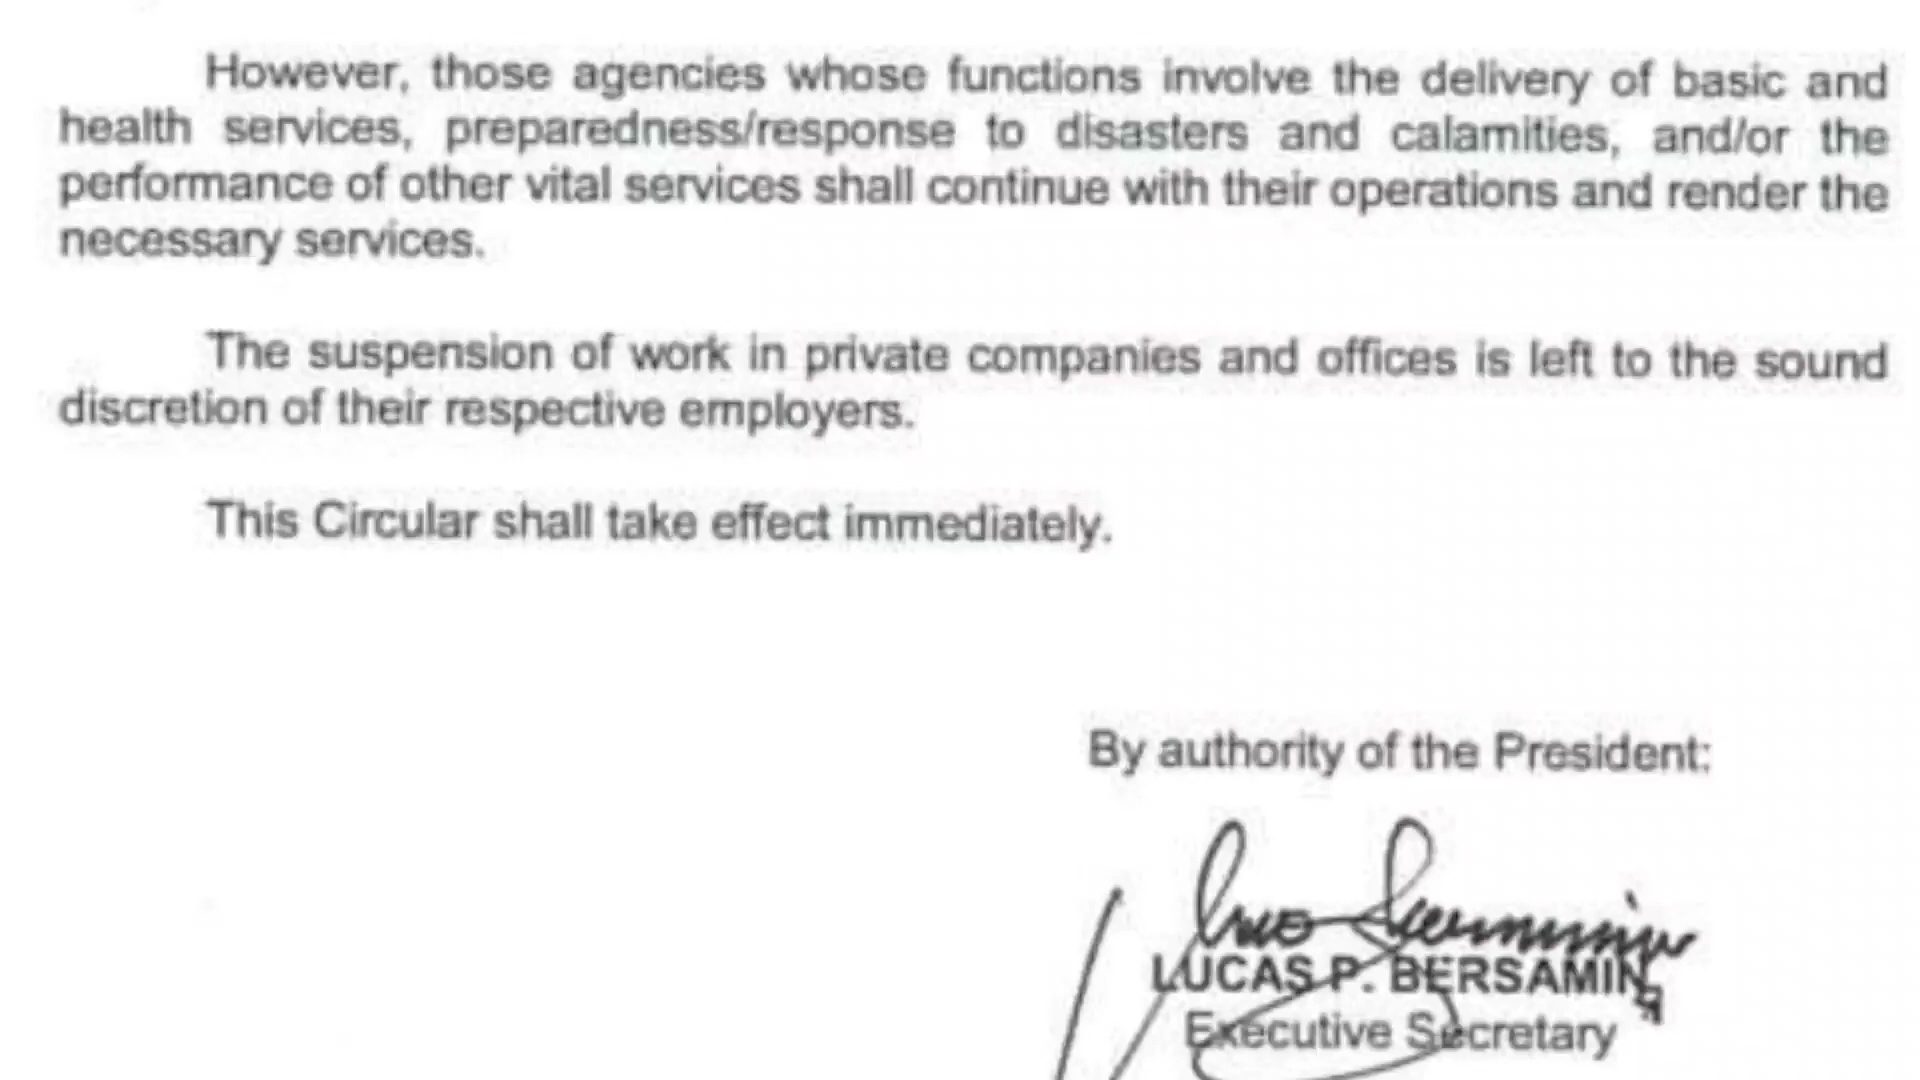 However, those agencies whose functions involve the delivery of basic and
health services, preparedness/response to disasters and calamities, and/or the
performance of other vital services shall continue with their operations and render the
necessary services.
The suspension of work in private companies and offices is left to the sound
discretion of their respective employers.
This Circular shall take effect immediately.
By authority of the President:
LUCAS P. BERSAMIN
Executive Secretary